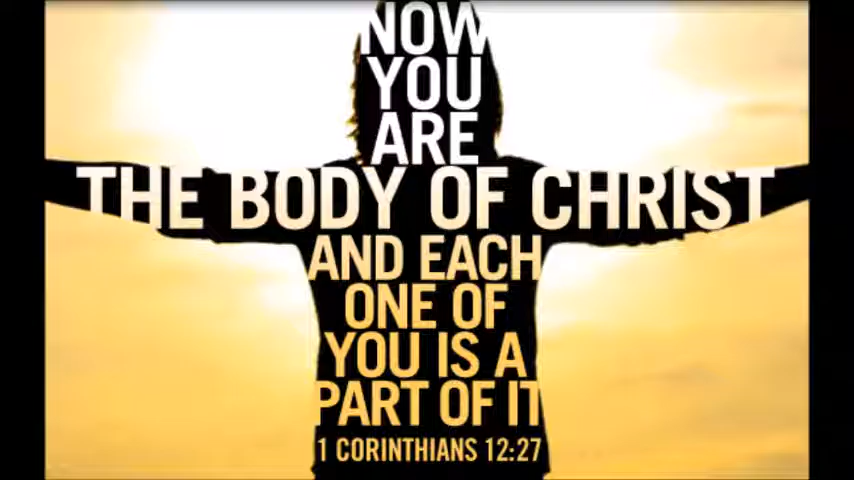 NOW
YOU
ARE
THE BODY OF CHRIST
AND EACH
ONE OF
YOU IS A
PART OF IT
1 CORINTHIANS 12:27